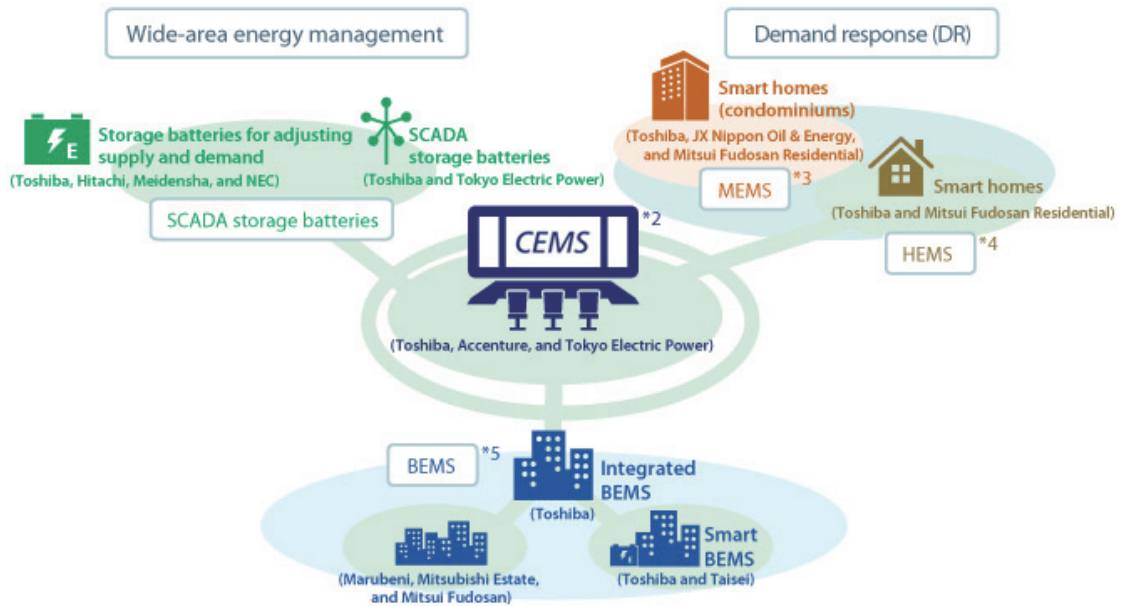 Wide-area energy management
Demand response (DR)
Storage batteries for adjusting
supply and demand
(Toshiba, Hitachi, Meidensha, and NEC)
E
SCADA
storage batteries
(Toshiba and Tokyo Electric Power)
SCADA storage batteries
Smart homes
(condominiums)
(Toshiba, JX Nippon Oil & Energy,
and Mitsui Fudosan Residential)
MEMS *3
Smart homes
(Toshiba and Mitsui Fudosan Residential)
HEMS *4
CEMS *2
(Toshiba, Accenture, and Tokyo Electric Power)
BEMS *5
Integrated
BEMS
(Toshiba)
(Marubeni, Mitsubishi Estate,
and Mitsui Fudosan)
Smart
BEMS
(Toshiba and Taisei)